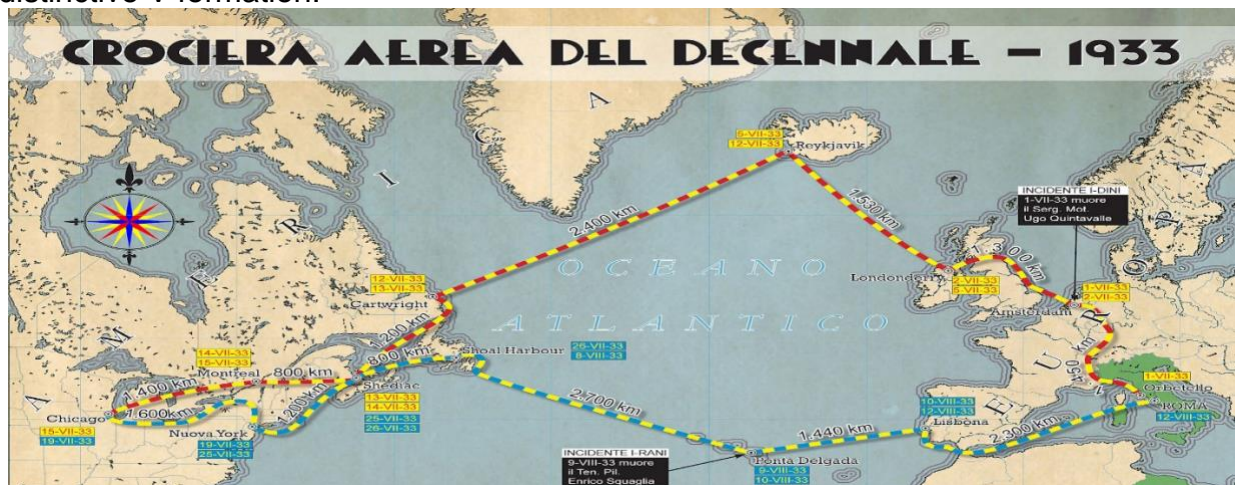 distinctive V formation.
CROCIERA AEREA DEL DECENNALE – 1933
AMERICA
EUROPA
OCEANO
ATLANTICO
12-VII-33
Reykjavik
2.400 km
1.530 km
INCIDENTE I-DINI
1-VII-33 muore
il Serg. Mot.
Ugo Quintavalle
Londonderry
2-VII-33
5-VII-33
1-VII-33
2-VII-33
Amsterdam
km
12-VII-33
13-VII-33
Cartwright
1.200 km
800 km
Shoal Harbour
26-VII-33
8-VIII-33
14-VII-33
15-VII-33
Montreal
800 km
Shediac
13-VII-33
14-VII-33
25-VII-33
26-VII-33
1.400 km
Chicago
15-VII-33
19-VII-33
1.600km
Nuova York
19-VII-33
25-VII-33
1.200 km
2.700 km
INCIDENTE I-RANI
9-VIII-33 muore
il Ten. Pil.
Enrico Squaglia
Ponta Delgada
9-VIII-33
10-VIII-33
1.440 km
10-VIII-33
12-VIII-33
Lisbona
2.300 km
1-VII-33
Orbetello
ROMA
12-VIII-33